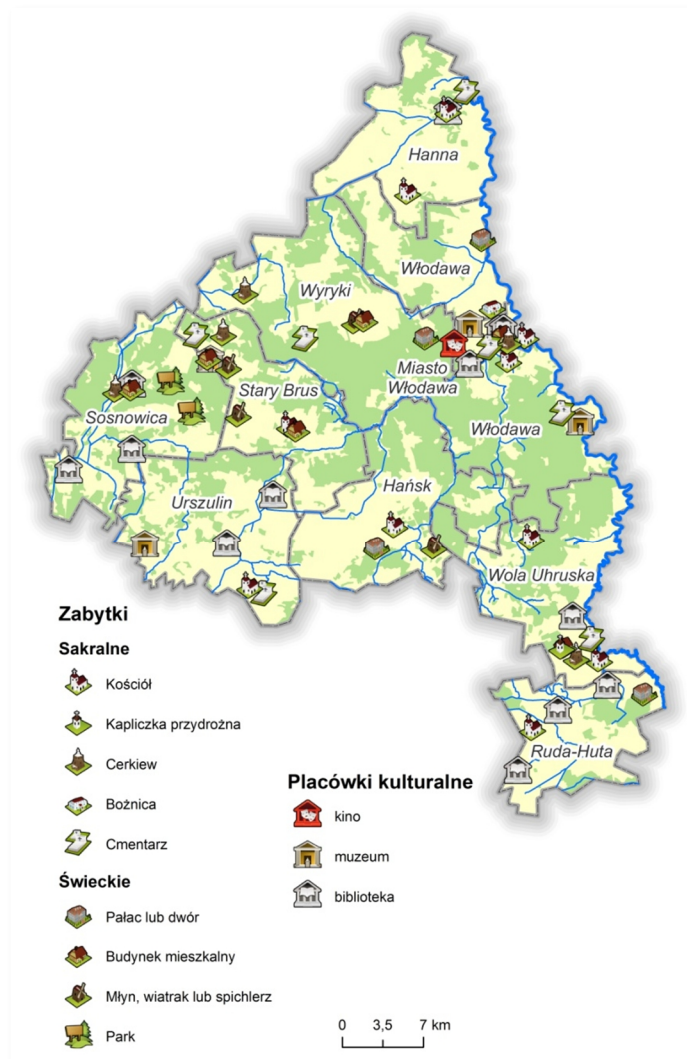 Hanna
Włodawa
Wyryki
Miasto
Włodawa
Stary Brus
Sosnowica
Włodawa
Hańsk
Urszulin
Wola Uhruska
Ruda-Huta
Zabytki
Sakralne
Kościół
Kapliczka przydrożna
Cerkiew
Bożnica
Cmentarz
Świeckie
Pałac lub dwór
Budynek mieszkalny
Młyn, wiatrak lub spichlerz
Park
Placówki kulturalne
kino
muzeum
biblioteka
0 3,5 7 km